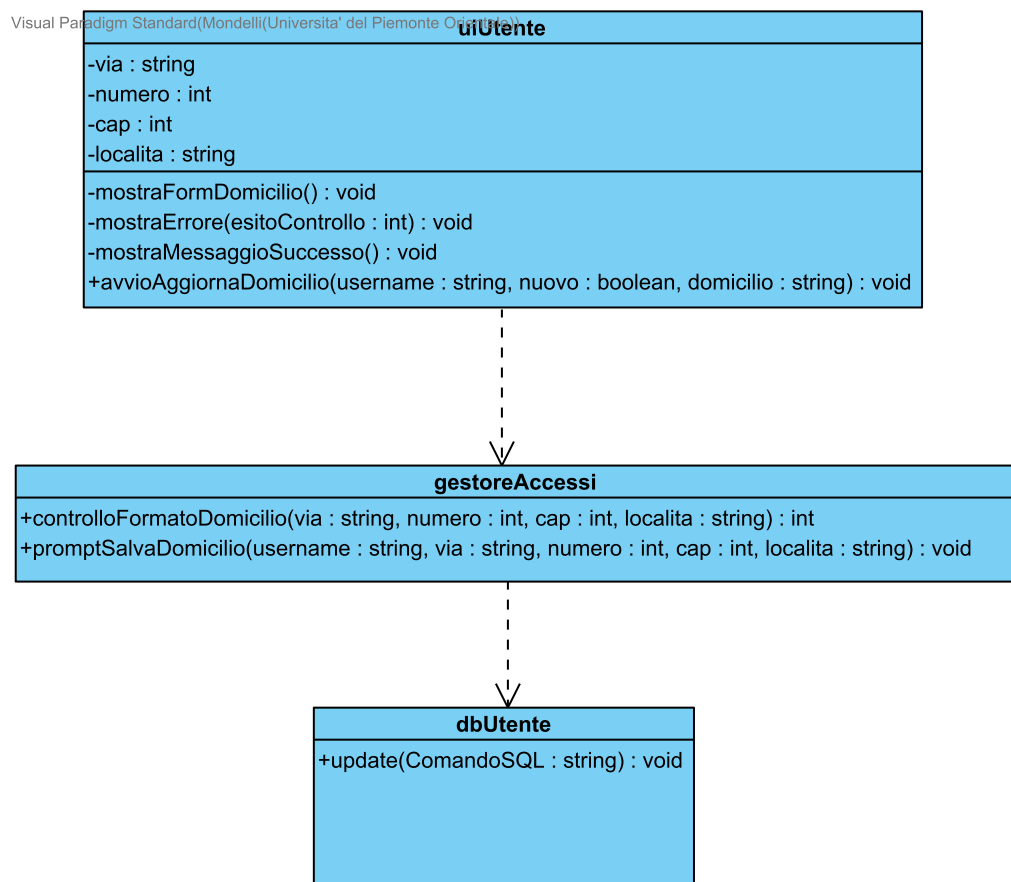 Visual Paradigm Standard(Mondelli(Universita' del Piemonte Orientale))
uiUtente
-via : string
-numero : int
-cap : int
-localita : string
-mostraFormDomicilio() : void
-mostraErrore(esitoControllo : int) : void
-mostraMessaggioSuccesso() : void
+avvioAggiornaDomicilio(username : string, nuovo : boolean, domicilio : string) : void
gestoreAccessi
+controlloFormatoDomicilio(via : string, numero : int, cap : int, localita : string) : int
+promptSalvaDomicilio(username : string, via : string, numero : int, cap : int, localita : string) : void
dbUtente
+update(ComandoSQL : string) : void